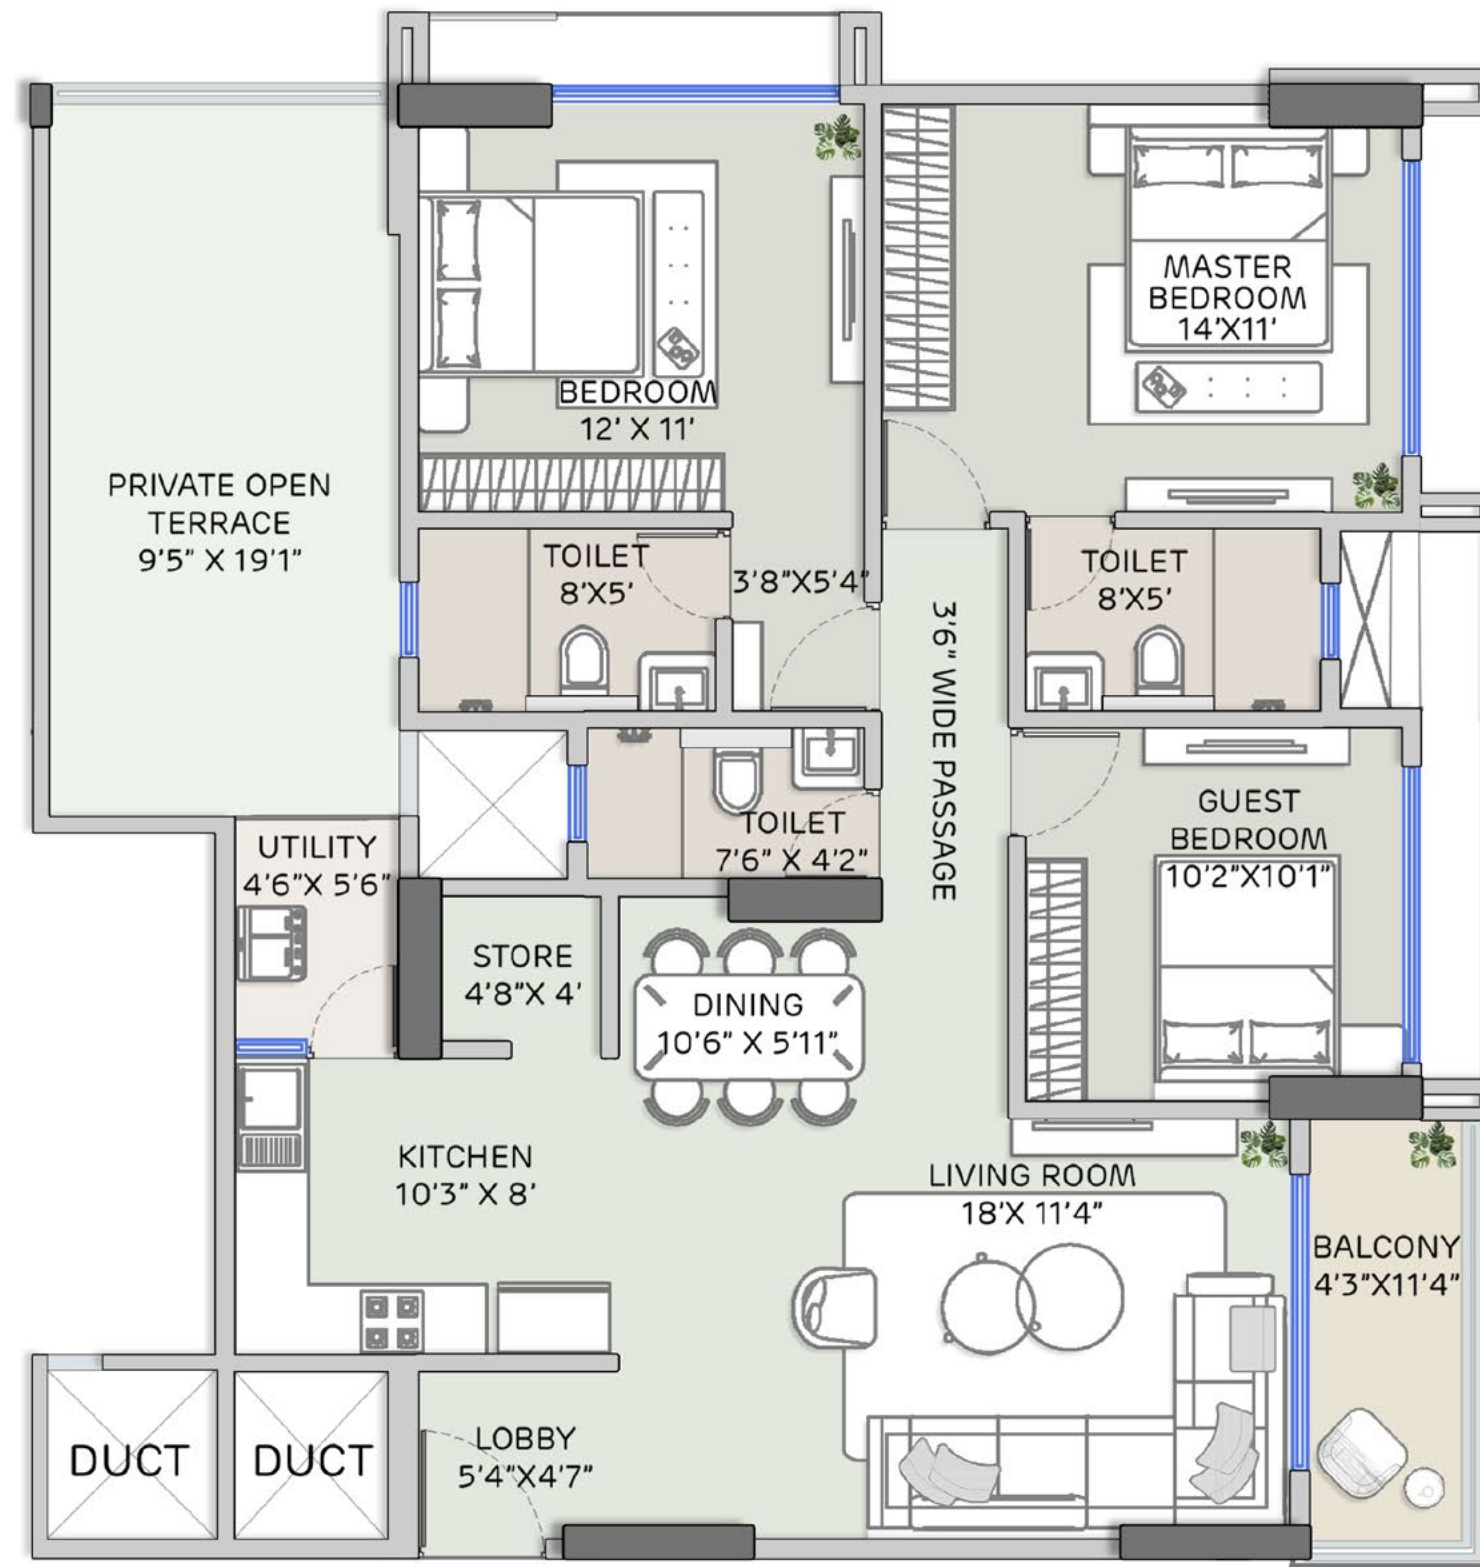 MASTER
BEDROOM
14'X11'
BEDROOM
12' X 11'
PRIVATE OPEN
TERRACE
9'5" X 19'1"
TOILET
8'X5'
3'8"X5'4"
TOILET
8'X5'
3'6" WIDE PASSAGE
GUEST
BEDROOM
10'2"X10'1"
UTILITY
4'6"X 5'6"
TOILET
7'6" X 4'2"
STORE
4'8"X 4'
DINING
10'6" X 5'11"
KITCHEN
10'3" X 8'
LIVING ROOM
18'X 11'4"
BALCONY
4'3"X11'4"
DUCT
DUCT
LOBBY
5'4"X4'7"